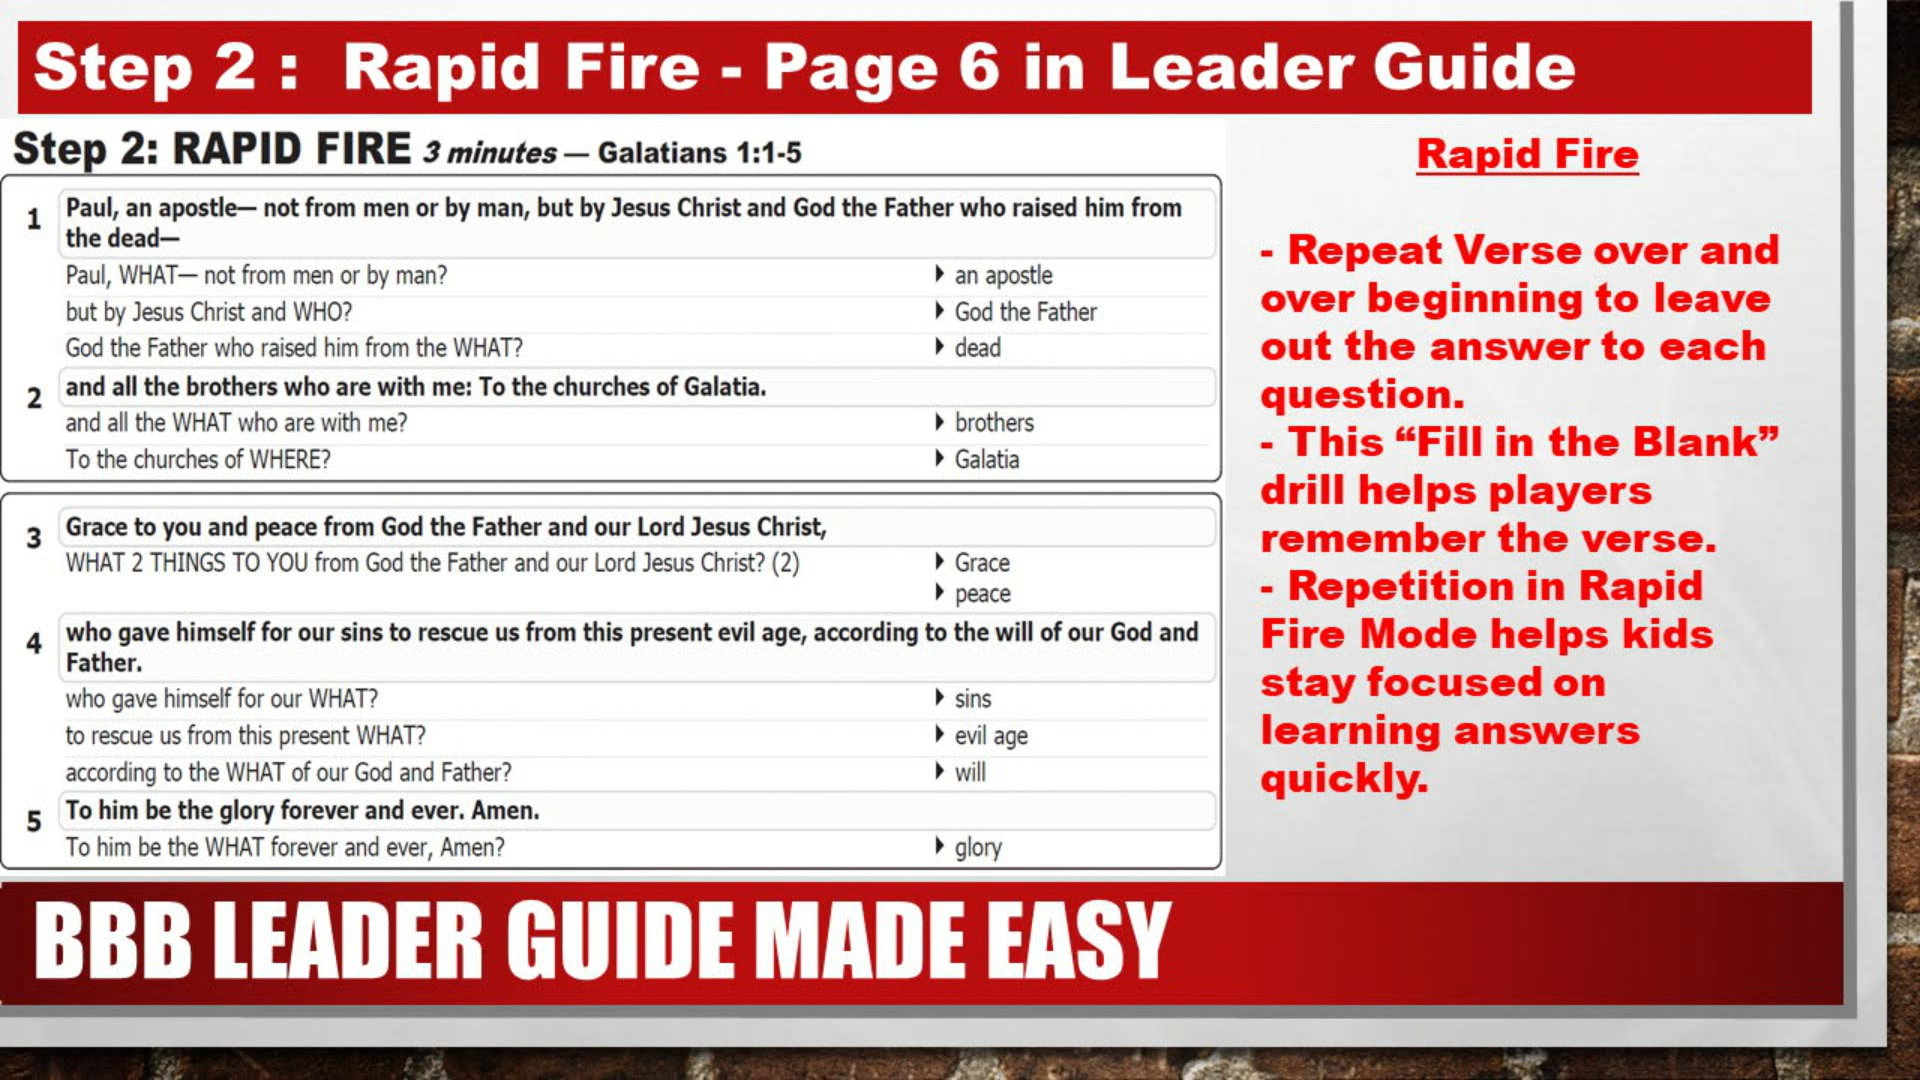 Step 2 :  Rapid Fire - Page 6 in Leader Guide
Step 2: RAPID FIRE 3 minutes — Galatians 1:1-5
1
Paul, an apostle— not from men or by man, but by Jesus Christ and God the Father who raised him from
the dead—
Paul, WHAT— not from men or by man? an apostle
but by Jesus Christ and WHO? God the Father
God the Father who raised him from the WHAT? dead
2
and all the brothers who are with me: To the churches of Galatia.
and all the WHAT who are with me? brothers
To the churches of WHERE? Galatia
3
Grace to you and peace from God the Father and our Lord Jesus Christ,
WHAT 2 THINGS TO YOU from God the Father and our Lord Jesus Christ? (2) Grace
peace
4
who gave himself for our sins to rescue us from this present evil age, according to the will of our God and
Father.
who gave himself for our WHAT? sins
to rescue us from this present WHAT? evil age
according to the WHAT of our God and Father? will
5
To him be the glory forever and ever. Amen.
To him be the WHAT forever and ever, Amen? glory
Rapid Fire
- Repeat Verse over and
over beginning to leave
out the answer to each
question.
- This “Fill in the Blank”
drill helps players
remember the verse.
- Repetition in Rapid
Fire Mode helps kids
stay focused on
learning answers
quickly.
BBB LEADER GUIDE MADE EASY